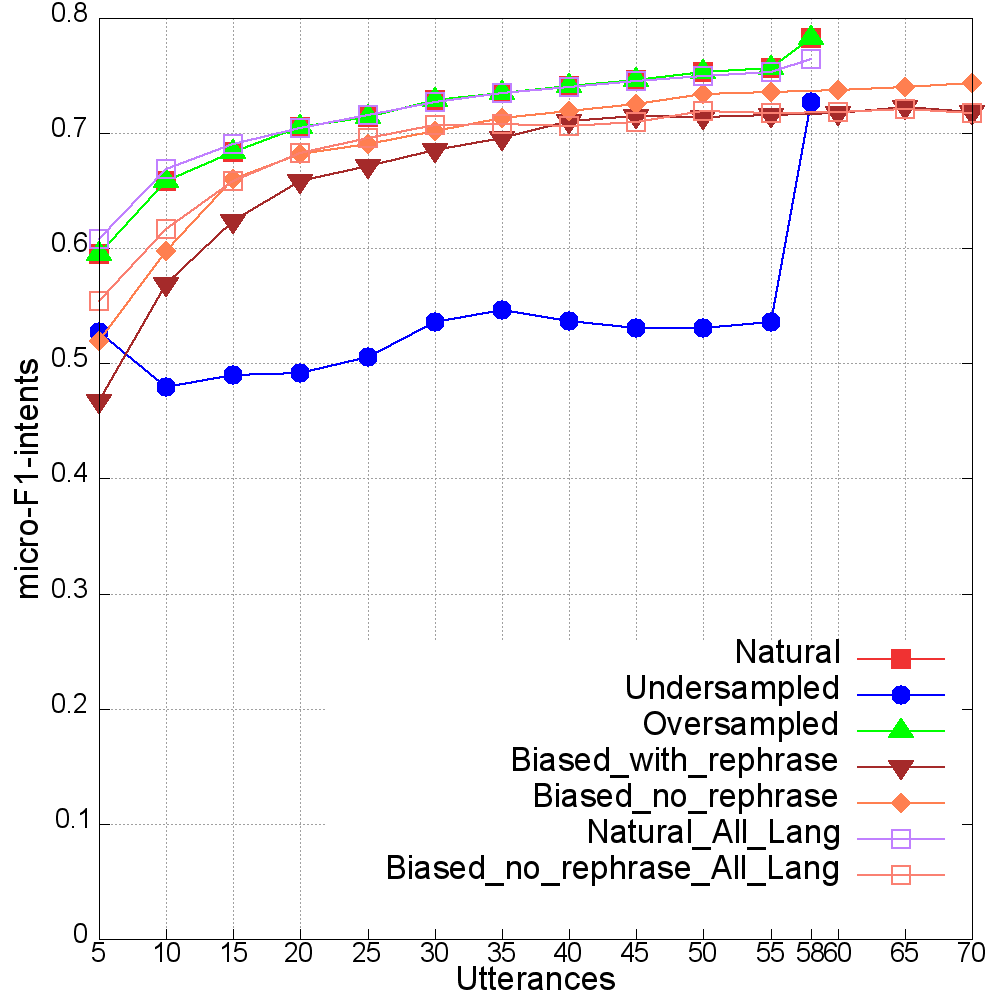 0.8
0.7
0.6
0.5
0.4
0.3
0.2
0.1
0
micro-F1-intents
Natural
Undersampled
Oversampled
Biased_with_rephrase
Biased_no_rephrase
Natural_All_Lang
Biased_no_rephrase_All_Lang
5 10 15 20 25 30 35 40 45 50 55 58 60 65 70
Utterances